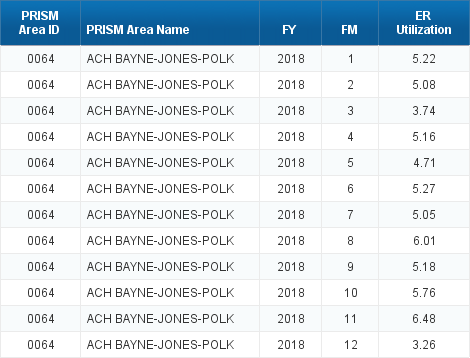 PRISM Area ID PRISM Area Name FY FM ER Utilization
0064 ACH BAYNE-JONES-POLK 2018 1 5.22
0064 ACH BAYNE-JONES-POLK 2018 2 5.08
0064 ACH BAYNE-JONES-POLK 2018 3 3.74
0064 ACH BAYNE-JONES-POLK 2018 4 5.16
0064 ACH BAYNE-JONES-POLK 2018 5 4.71
0064 ACH BAYNE-JONES-POLK 2018 6 5.27
0064 ACH BAYNE-JONES-POLK 2018 7 5.05
0064 ACH BAYNE-JONES-POLK 2018 8 6.01
0064 ACH BAYNE-JONES-POLK 2018 9 5.18
0064 ACH BAYNE-JONES-POLK 2018 10 5.76
0064 ACH BAYNE-JONES-POLK 2018 11 6.48
0064 ACH BAYNE-JONES-POLK 2018 12 3.26